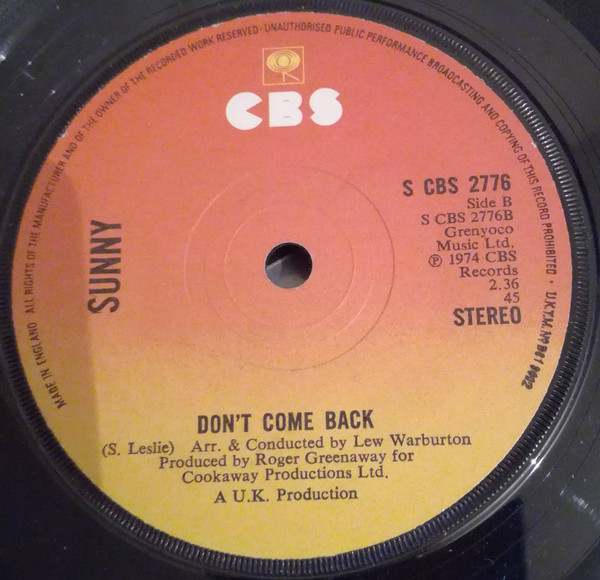 MADE IN ENGLAND ALL RIGHTS OF THE MANUFACTURER AND OF THE OWNER OF THE RECORDED WORK RESERVED · UNAUTHORISED PUBLIC PERFORMANCE BROADCASTING AND COPYING OF THIS RECORD PROHIBITED · U.K.T.M. Nº
CBS
SUNNY
S CBS 2776
Side B
S CBS 2776B
Grenyoco
Music Ltd.
℗ 1974 CBS
Records
2.36
45
STEREO
DON'T COME BACK
(S. Leslie) Arr. & Conducted by Lew Warburton
Produced by Roger Greenaway for
Cookaway Productions Ltd.
A U.K. Production